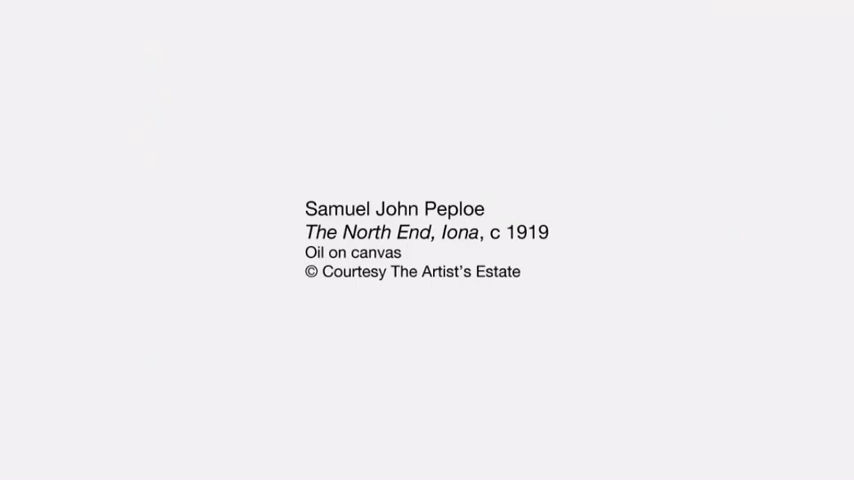 Samuel John Peploe
The North End, Iona, c 1919
Oil on canvas
© Courtesy The Artist’s Estate